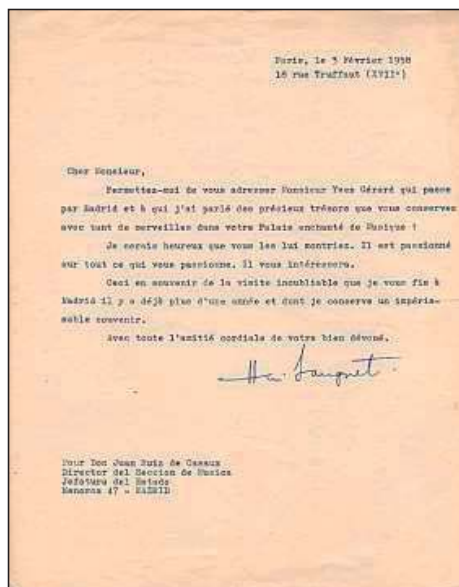 Paris, le 3 Février 1958
18 rue Truffaut (XVII°)
Cher Monsieur,
Permettez-moi de vous adresser Monsieur Yves Gérard qui passe
par Madrid et à qui j'ai parlé des précieux trésors que vous conservez
avec tant de merveilles dans votre Palais enchanté de Musique !
Je serais heureux que vous les lui montriez. Il est passionné
sur tout ce qui vous passionne. Il vous intéressera.
Ceci en souvenir de la visite inoubliable que je vous fis à
Madrid il y a déjà plus d'une année et dont je conserve un impéris-
sable souvenir.
Avec toute l'amitié cordiale de votre bien dévoué.
Sauguet
Pour Don Juan Ruiz de Casaux
Director del Seccion de Musica
Jefatura del Estado
47 - MADRID